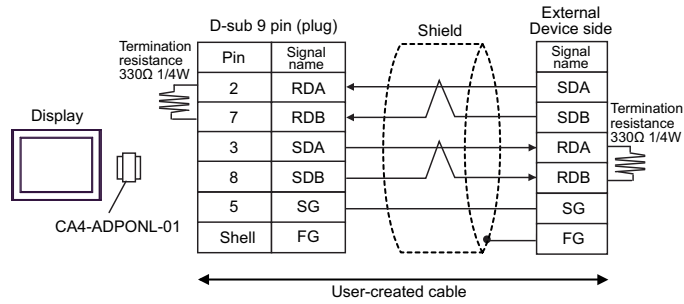 D-sub 9 pin (plug)
Shield
External
Device side
Termination
resistance
330Ω 1/4W
Pin
Signal
name
Signal
name
2
RDA
SDA
7
RDB
SDB
Termination
resistance
330Ω 1/4W
Display
3
SDA
RDA
8
SDB
RDB
CA4-ADPONL-01
5
SG
SG
Shell
FG
FG
User-created cable